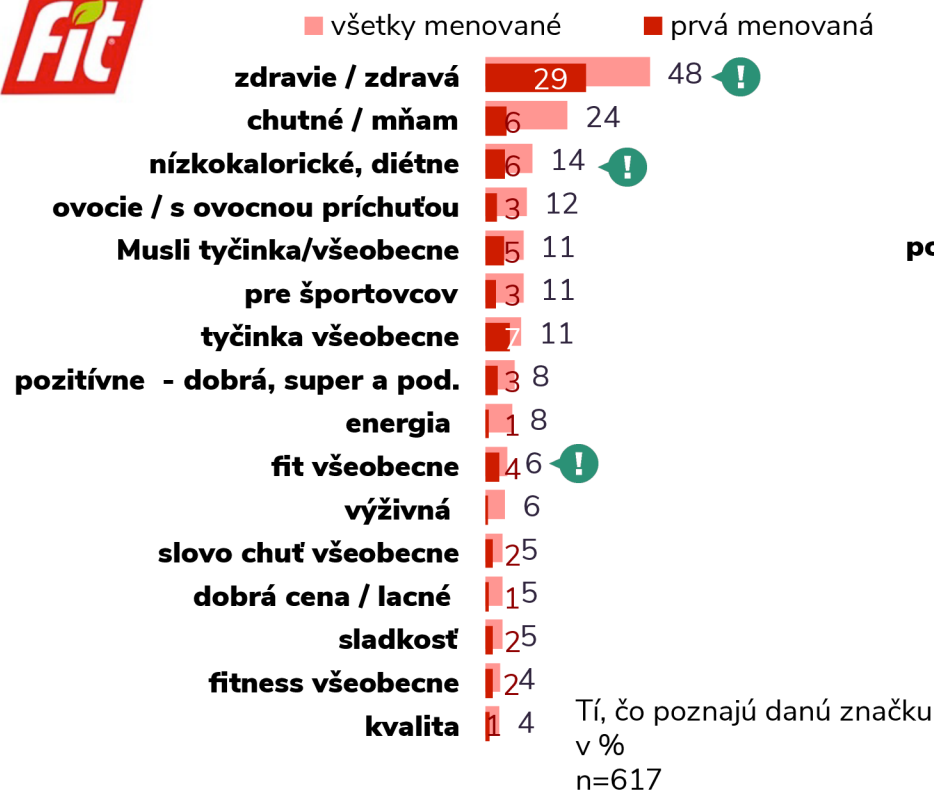 fit
všetky menované prvá menovaná
zdravie / zdravá 29 48 !
chutné / mňam 6 24
nízkokalorické, diétne 6 14 !
ovocie / s ovocnou príchuťou 3 12
Musli tyčinka/všeobecne 5 11
po
pre športovcov 3 11
tyčinka všeobecne 7 11
pozitívne - dobrá, super a pod. 3 8
energia 1 8
fit všeobecne 4 6 !
výživná 6
slovo chuť všeobecne 2 5
dobrá cena / lacné 1 5
sladkosť 2 5
fitness všeobecne 2 4
kvalita 1 4
Tí, čo poznajú danú značku
v %
n=617